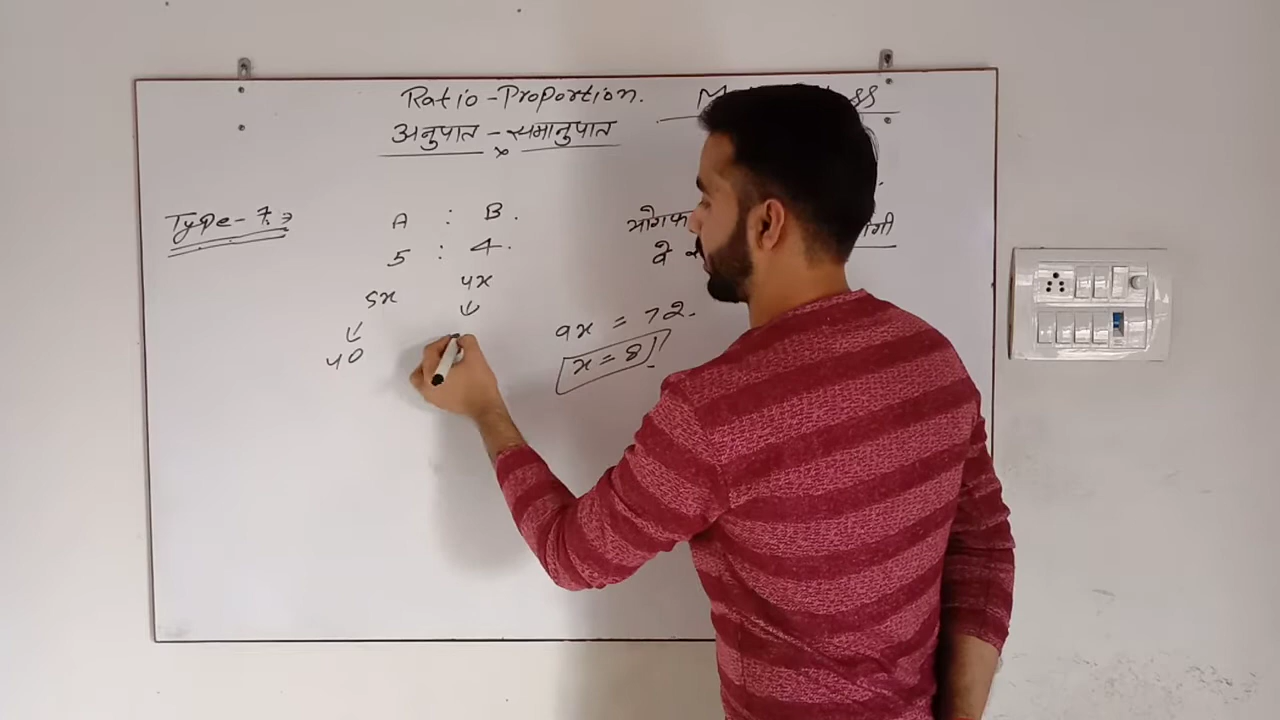 Ratio-Proportion.
अनुपात - समानुपात
Type-7
A : B.
5 : 4.
5x 4x
40
9x = 72.
x = 8